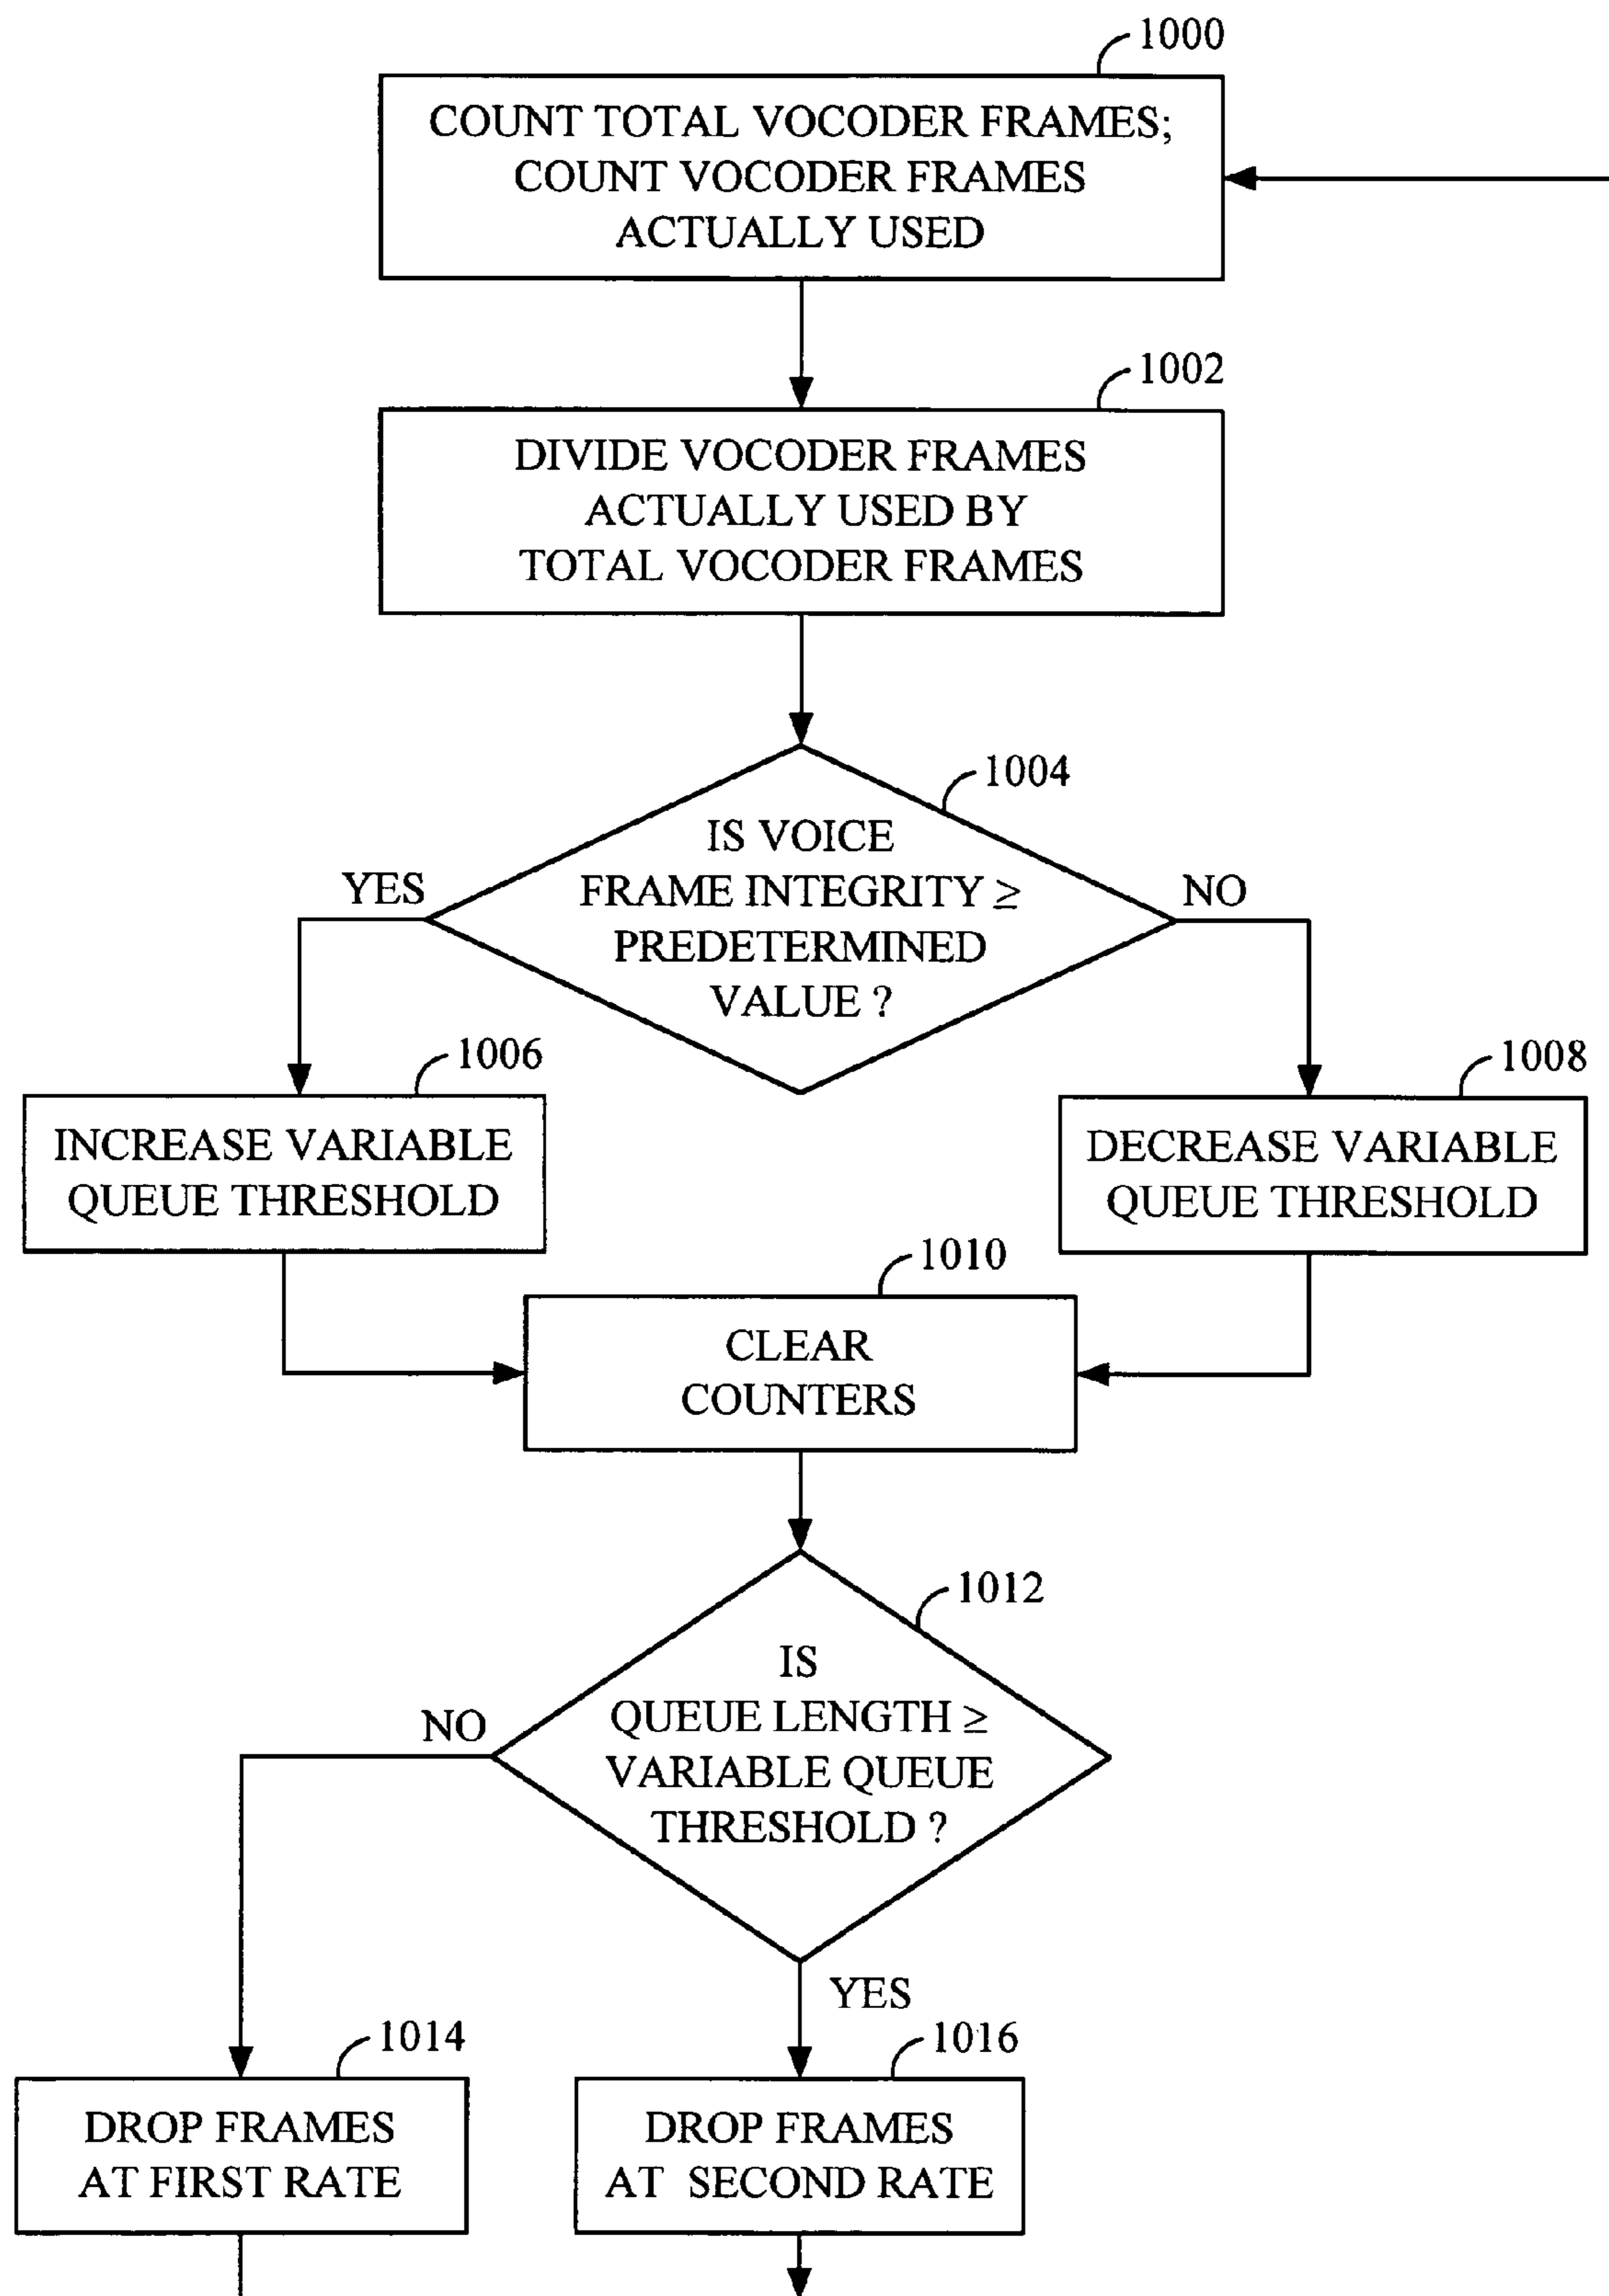 1000
COUNT TOTAL VOCODER FRAMES;
COUNT VOCODER FRAMES
ACTUALLY USED
1002
DIVIDE VOCODER FRAMES
ACTUALLY USED BY
TOTAL VOCODER FRAMES
1004
IS VOICE
FRAME INTEGRITY ≥
PREDETERMINED
VALUE ?
YES
NO
1006
INCREASE VARIABLE
QUEUE THRESHOLD
1008
DECREASE VARIABLE
QUEUE THRESHOLD
1010
CLEAR
COUNTERS
1012
IS
QUEUE LENGTH ≥
VARIABLE QUEUE
THRESHOLD ?
NO
YES
1014
DROP FRAMES
AT FIRST RATE
1016
DROP FRAMES
AT SECOND RATE